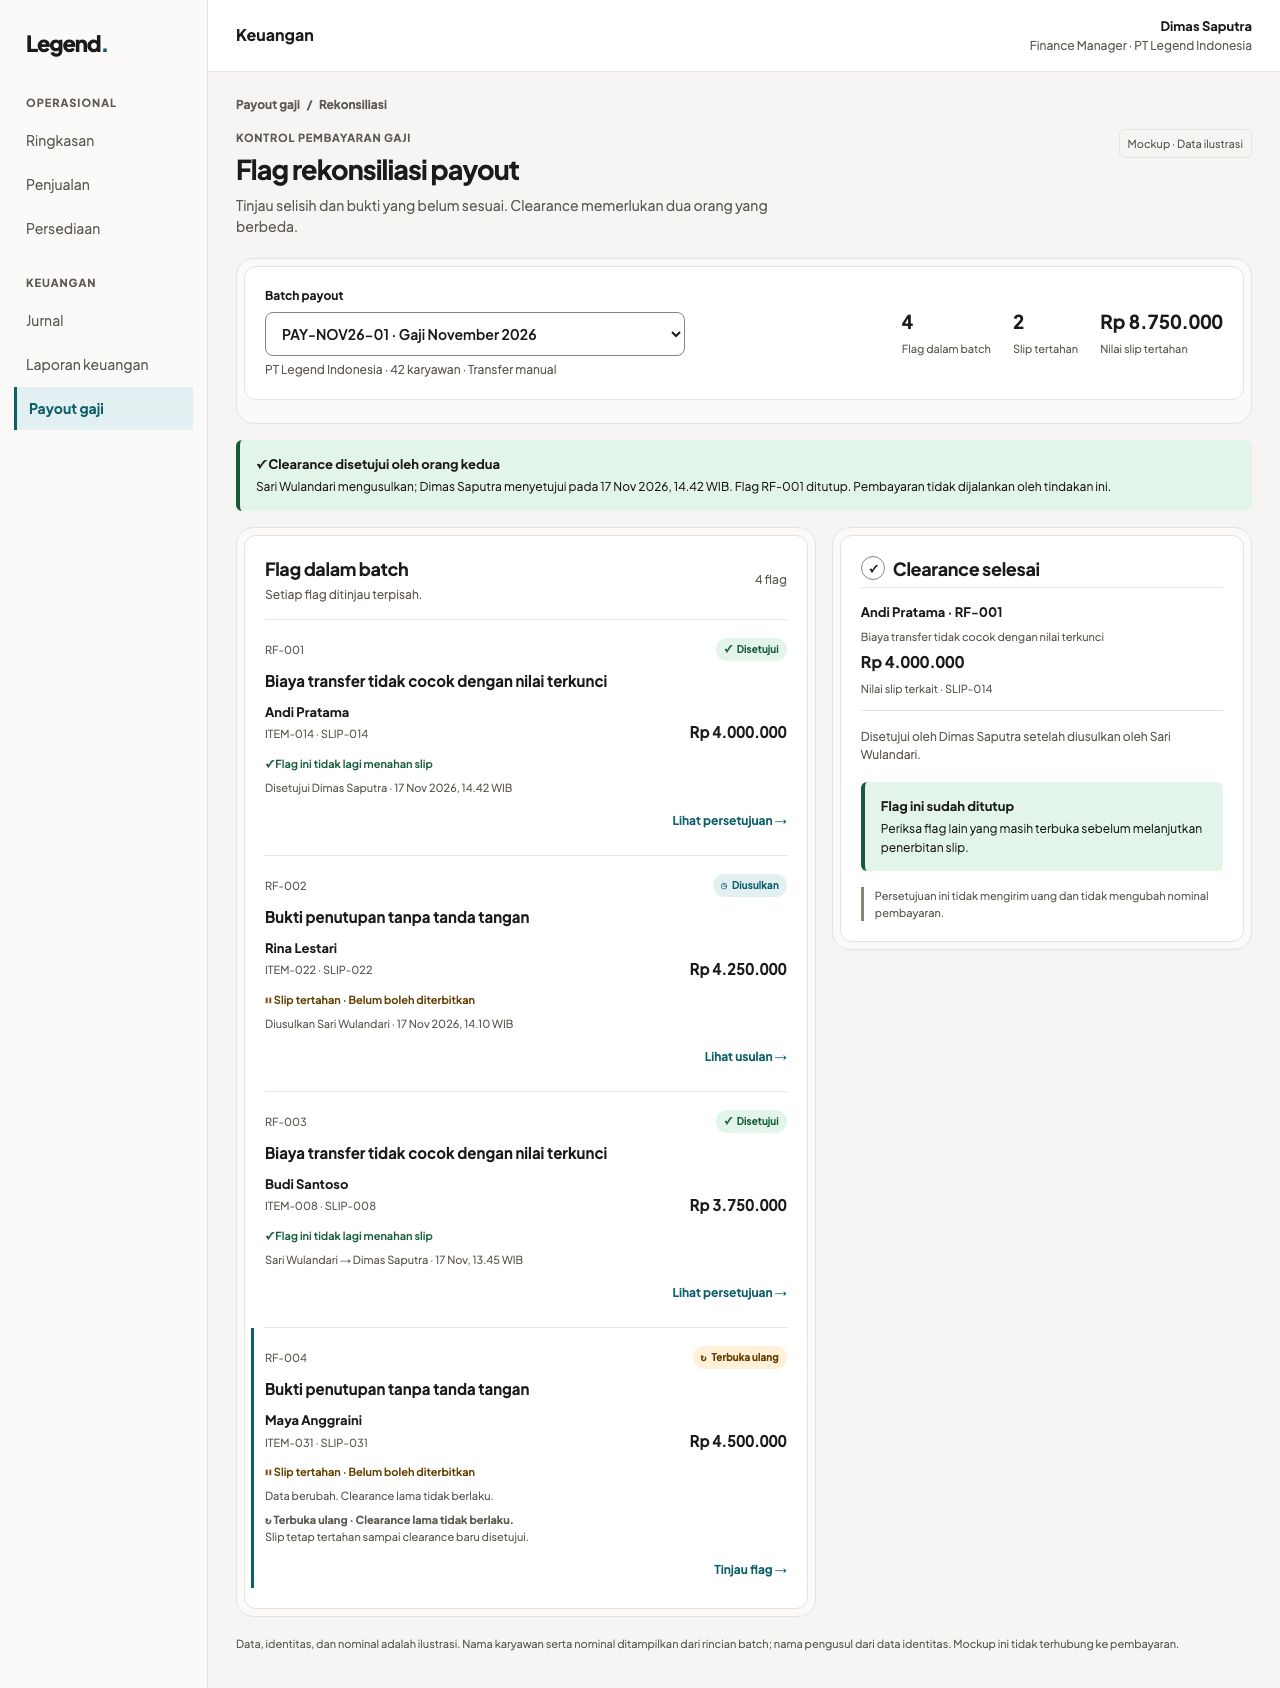 Legend.
OPERASIONAL
Ringkasan
Penjualan
Persediaan
KEUANGAN
Jurnal
Laporan keuangan
Payout gaji
Keuangan
Dimas Saputra
Finance Manager · PT Legend Indonesia
Payout gaji / Rekonsiliasi
KONTROL PEMBAYARAN GAJI
Mockup · Data ilustrasi
Flag rekonsiliasi payout
Tinjau selisih dan bukti yang belum sesuai. Clearance memerlukan dua orang yang
berbeda.
Batch payout
PAY-NOV26-01 · Gaji November 2026
PT Legend Indonesia · 42 karyawan · Transfer manual
4
Flag dalam batch
2
Slip tertahan
Rp 8.750.000
Nilai slip tertahan
✓Clearance disetujui oleh orang kedua
Sari Wulandari mengusulkan; Dimas Saputra menyetujui pada 17 Nov 2026, 14.42 WIB. Flag RF-001 ditutup. Pembayaran tidak dijalankan oleh tindakan ini.
Flag dalam batch
Setiap flag ditinjau terpisah.
4 flag
RF-001
✓ Disetujui
Biaya transfer tidak cocok dengan nilai terkunci
Andi Pratama
ITEM-014 · SLIP-014
Rp 4.000.000
✓Flag ini tidak lagi menahan slip
Disetujui Dimas Saputra · 17 Nov 2026, 14.42 WIB
Lihat persetujuan →
RF-002
◷ Diusulkan
Bukti penutupan tanpa tanda tangan
Rina Lestari
ITEM-022 · SLIP-022
Rp 4.250.000
⏸Slip tertahan · Belum boleh diterbitkan
Diusulkan Sari Wulandari · 17 Nov 2026, 14.10 WIB
Lihat usulan →
RF-003
✓ Disetujui
Biaya transfer tidak cocok dengan nilai terkunci
Budi Santoso
ITEM-008 · SLIP-008
Rp 3.750.000
✓Flag ini tidak lagi menahan slip
Sari Wulandari → Dimas Saputra · 17 Nov, 13.45 WIB
Lihat persetujuan →
RF-004
↻ Terbuka ulang
Bukti penutupan tanpa tanda tangan
Maya Anggraini
ITEM-031 · SLIP-031
Rp 4.500.000
⏸Slip tertahan · Belum boleh diterbitkan
Data berubah. Clearance lama tidak berlaku.
↻Terbuka ulang · Clearance lama tidak berlaku.
Slip tetap tertahan sampai clearance baru disetujui.
Tinjau flag →
✓ Clearance selesai
Andi Pratama · RF-001
Biaya transfer tidak cocok dengan nilai terkunci
Rp 4.000.000
Nilai slip terkait · SLIP-014
Disetujui oleh Dimas Saputra setelah diusulkan oleh Sari
Wulandari.
Flag ini sudah ditutup
Periksa flag lain yang masih terbuka sebelum melanjutkan
penerbitan slip.
Persetujuan ini tidak mengirim uang dan tidak mengubah nominal
pembayaran.
Data, identitas, dan nominal adalah ilustrasi. Nama karyawan serta nominal ditampilkan dari rincian batch; nama pengusul dari data identitas. Mockup ini tidak terhubung ke pembayaran.